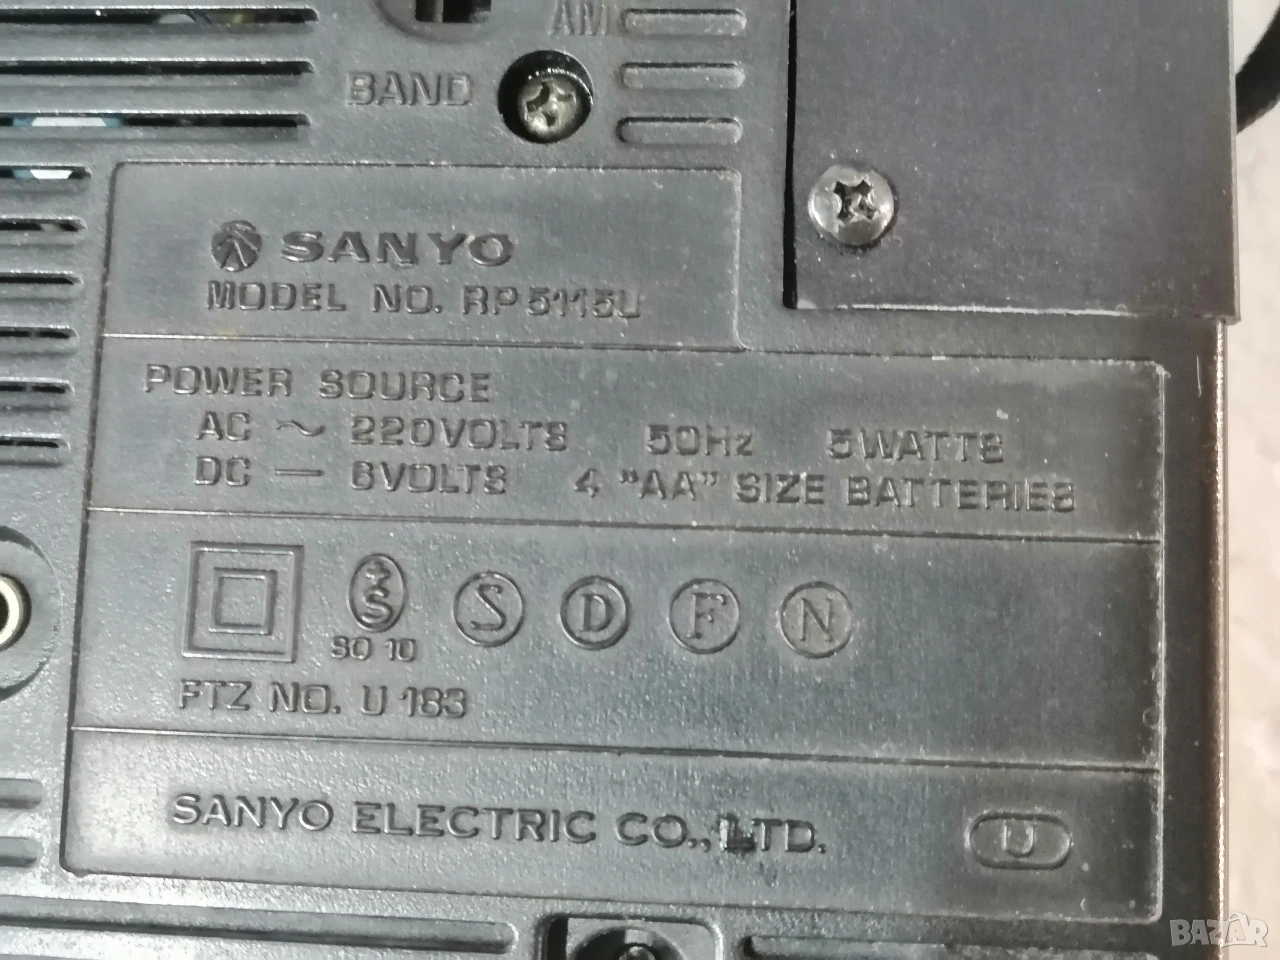 AM
BAND
SANYO
MODEL NO. RP5115U
POWER SOURCE
AC ~ 220VOLTS 50Hz 5WATTS
DC — 6VOLTS 4 "AA" SIZE BATTERIES
S D F N
SO 10
FTZ NO. U 183
SANYO ELECTRIC CO., LTD. U
BAZAR